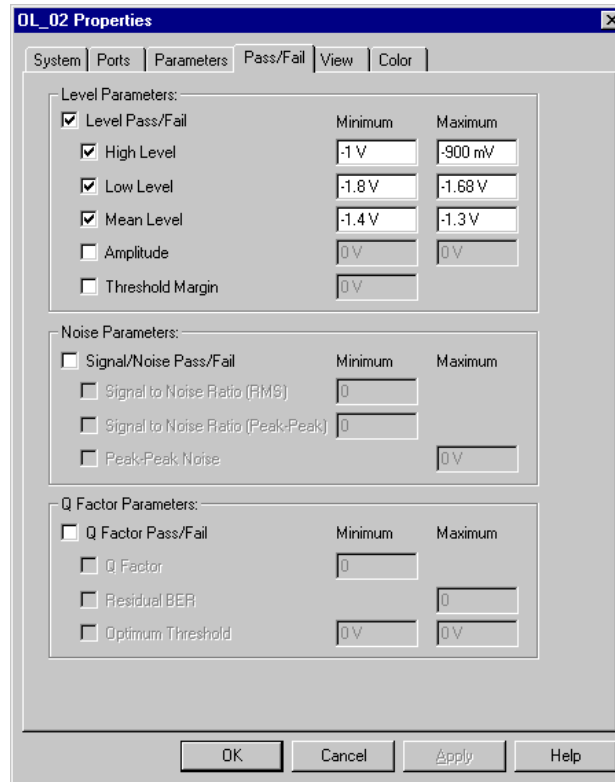 OL_02 Properties
System Ports Parameters Pass/Fail View Color
Level Parameters:
Level Pass/Fail Minimum Maximum
High Level -1 V -900 mV
Low Level -1.8 V -1.68 V
Mean Level -1.4 V -1.3 V
Amplitude 0 V 0 V
Threshold Margin 0 V
Noise Parameters:
Signal/Noise Pass/Fail Minimum Maximum
Signal to Noise Ratio (RMS) 0
Signal to Noise Ratio (Peak-Peak) 0
Peak-Peak Noise 0 V
Q Factor Parameters:
Q Factor Pass/Fail Minimum Maximum
Q Factor 0
Residual BER 0
Optimum Threshold 0 V 0 V
OK Cancel Apply Help